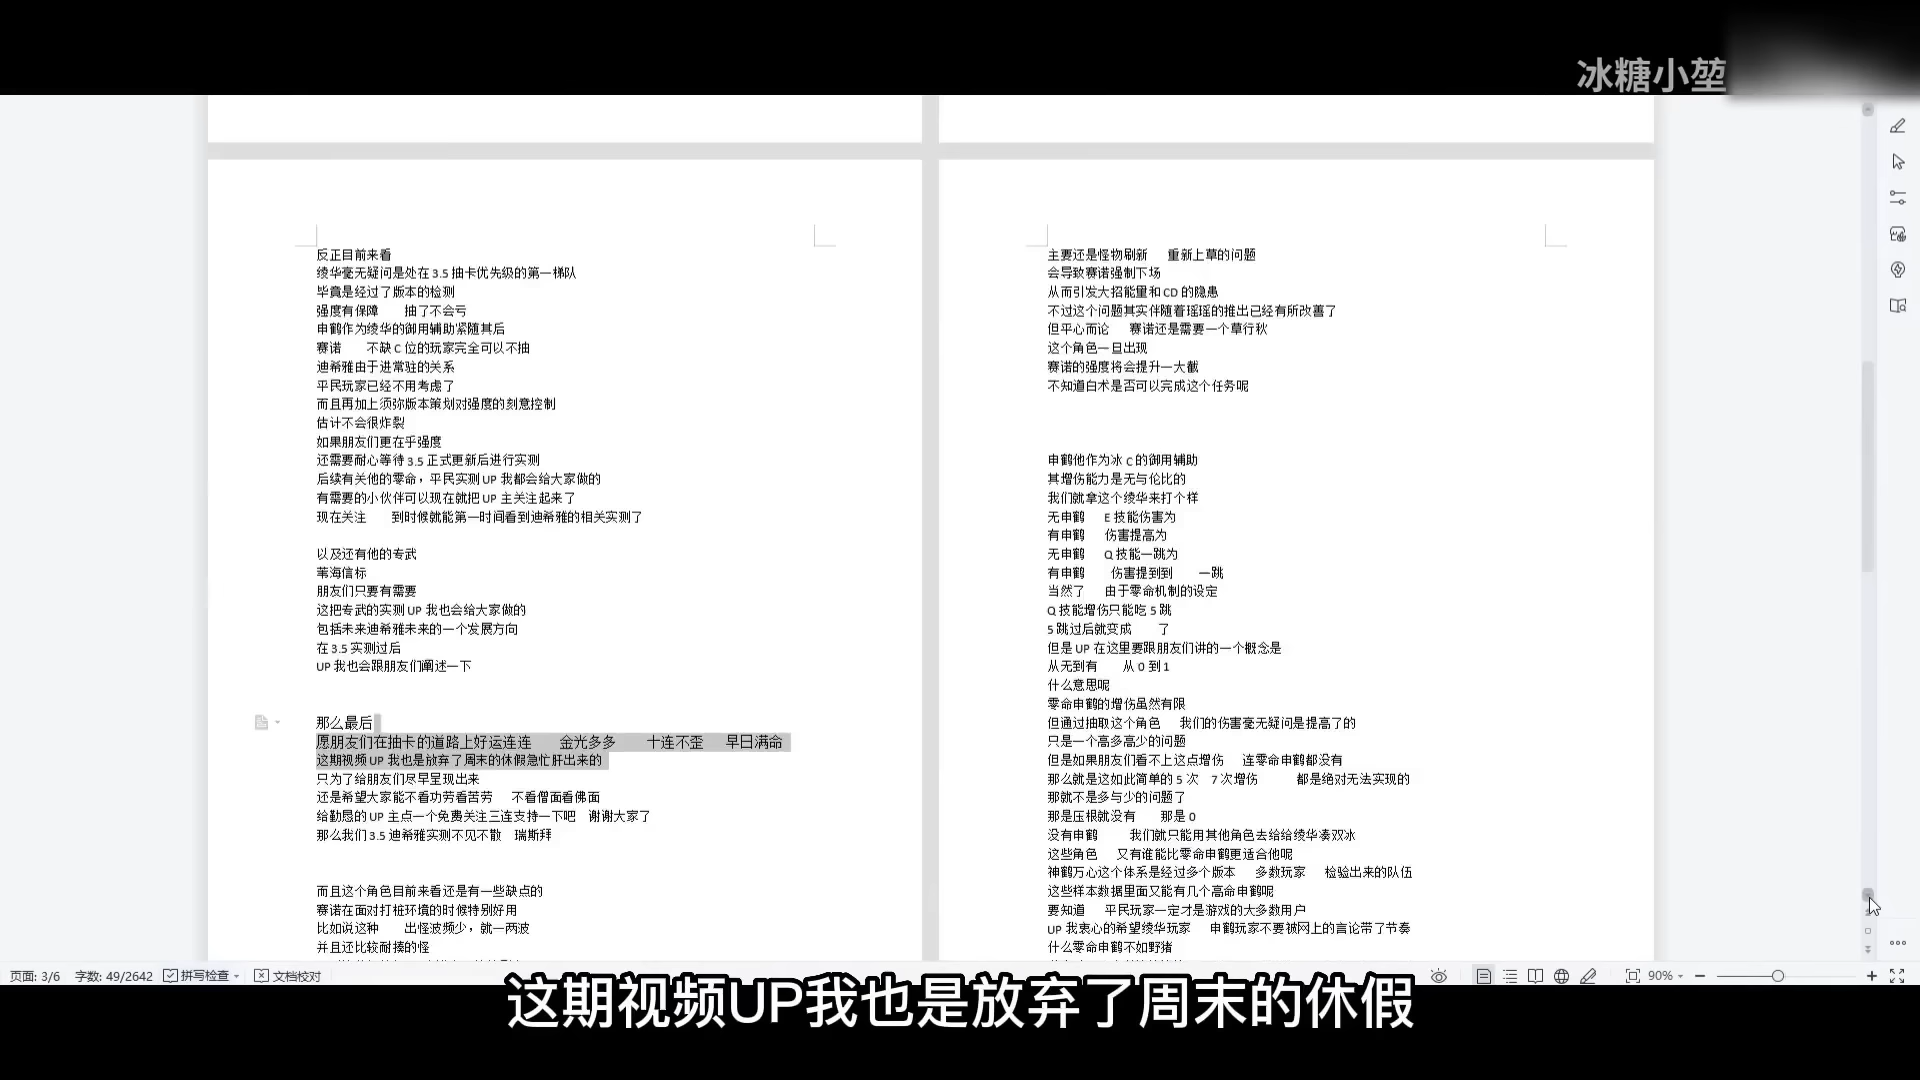 冰糖小堃
反正目前来看
绫华毫无疑问是处在 3.5 抽卡优先级的第一梯队
毕竟是经过了版本的检测
强度有保障 抽了不会亏
申鹤作为绫华的御用辅助紧随其后
赛诺 不缺 C 位的玩家完全可以不抽
迪希雅由于进常驻的关系
平民玩家已经不用考虑了
而且再加上须弥版本策划对强度的刻意控制
估计不会很炸裂
如果朋友们更在乎强度
还需要耐心等待 3.5 正式更新后进行实测
后续有关他的零命，平民实测 UP 我都会给大家做的
有需要的小伙伴可以现在就把 UP 主关注起来了
现在关注 到时候就能第一时间看到迪希雅的相关实测了
以及还有他的专武
苇海信标
朋友们只要有需要
这把专武的实测 UP 我也会给大家做的
包括未来迪希雅未来的一个发展方向
在 3.5 实测过后
UP 我也会跟朋友们阐述一下
那么最后
愿朋友们在抽卡的道路上好运连连 金光多多 十连不歪 早日满命
这期视频 UP 我也是放弃了周末的休假急忙肝出来的
只为了给朋友们尽早呈现出来
还是希望大家能不看功劳看苦劳 不看僧面看佛面
给勤恳的 UP 主点一个免费关注三连支持一下吧 谢谢大家了
那么我们 3.5 迪希雅实测不见不散 瑞斯拜
而且这个角色目前来看还是有一些缺点的
赛诺在面对打桩环境的时候特别好用
比如说这种 出怪波频少，就一两波
并且还比较耐揍的怪
主要还是怪物刷新 重新上草的问题
会导致赛诺强制下场
从而引发大招能量和 CD 的隐患
不过这个问题其实伴随着瑶瑶的推出已经有所改善了
但平心而论 赛诺还是需要一个草行秋
这个角色一旦出现
赛诺的强度将会提升一大截
不知道白术是否可以完成这个任务呢
申鹤他作为冰 C 的御用辅助
其增伤能力是无与伦比的
我们就拿这个绫华来打个样
无申鹤 E 技能伤害为
有申鹤 伤害提高为
无申鹤 Q 技能一跳为
有申鹤 伤害提到到 一跳
当然了 由于零命机制的设定
Q 技能增伤只能吃 5 跳
5 跳过后就变成 了
但是 UP 在这里要跟朋友们讲的一个概念是
从无到有 从 0 到 1
什么意思呢
零命申鹤的增伤虽然有限
但通过抽取这个角色 我们的伤害毫无疑问是提高了的
只是一个高多高少的问题
但是如果朋友们看不上这点增伤 连零命申鹤都没有
那么就是这如此简单的 5 次 7 次增伤 都是绝对无法实现的
那就不是多与少的问题了
那是压根就没有 那是 0
没有申鹤 我们就只能用其他角色去给给绫华凑双冰
这些角色 又有谁能比零命申鹤更适合他呢
神鹤万心这个体系是经过多个版本 多数玩家 检验出来的队伍
这些样本数据里面又能有几个高命申鹤呢
要知道 平民玩家一定才是游戏的大多数用户
UP 我衷心的希望绫华玩家 申鹤玩家不要被网上的言论带了节奏
什么零命申鹤不如野猪
页面: 3/6 字数: 49/2642 拼写检查 文档校对
90%
这期视频UP我也是放弃了周末的休假